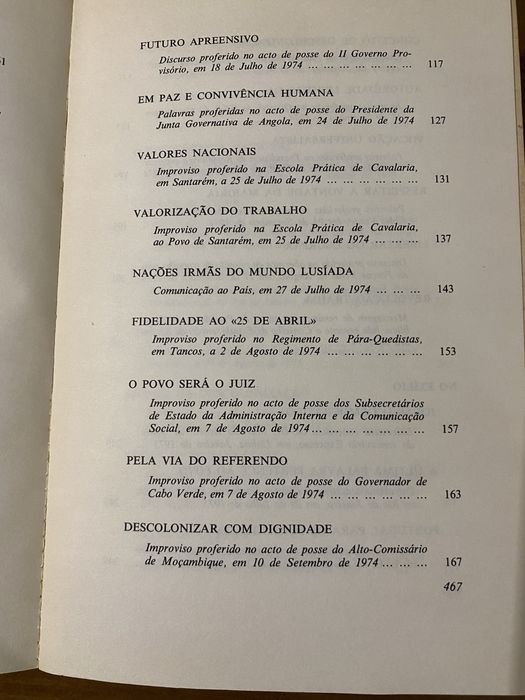 FUTURO APREENSIVO
Discurso proferido no acto de posse do II Governo Pro-
visório, em 18 de Julho de 1974 ... ... ... ... ... ... ... 117
EM PAZ E CONVIVÊNCIA HUMANA
Palavras proferidas no acto de posse do Presidente da
Junta Governativa de Angola, em 24 de Julho de 1974 127
VALORES NACIONAIS
Improviso proferido na Escola Prática de Cavalaria,
em Santarém, a 25 de Julho de 1974 ... ... ... ... ... ... 131
VALORIZAÇÃO DO TRABALHO
Improviso proferido na Escola Prática de Cavalaria,
ao Povo de Santarém, em 25 de Julho de 1974 ... ... ... 137
NAÇÕES IRMÃS DO MUNDO LUSÍADA
Comunicação ao País, em 27 de Julho de 1974 ... ... ... 143
FIDELIDADE AO «25 DE ABRIL»
Improviso proferido no Regimento de Pára-Quedistas,
em Tancos, a 2 de Agosto de 1974 ... ... ... ... ... ... 153
O POVO SERÁ O JUIZ
Improviso proferido no acto de posse dos Subsecretários
de Estado da Administração Interna e da Comunicação
Social, em 7 de Agosto de 1974... ... ... ... ... ... ... 157
PELA VIA DO REFERENDO
Improviso proferido no acto de posse do Governador de
Cabo Verde, em 7 de Agosto de 1974 ... ... ... ... ... ... 163
DESCOLONIZAR COM DIGNIDADE
Improviso proferido no acto de posse do Alto-Comissário
de Moçambique, em 10 de Setembro de 1974 ... ... ... 167
467